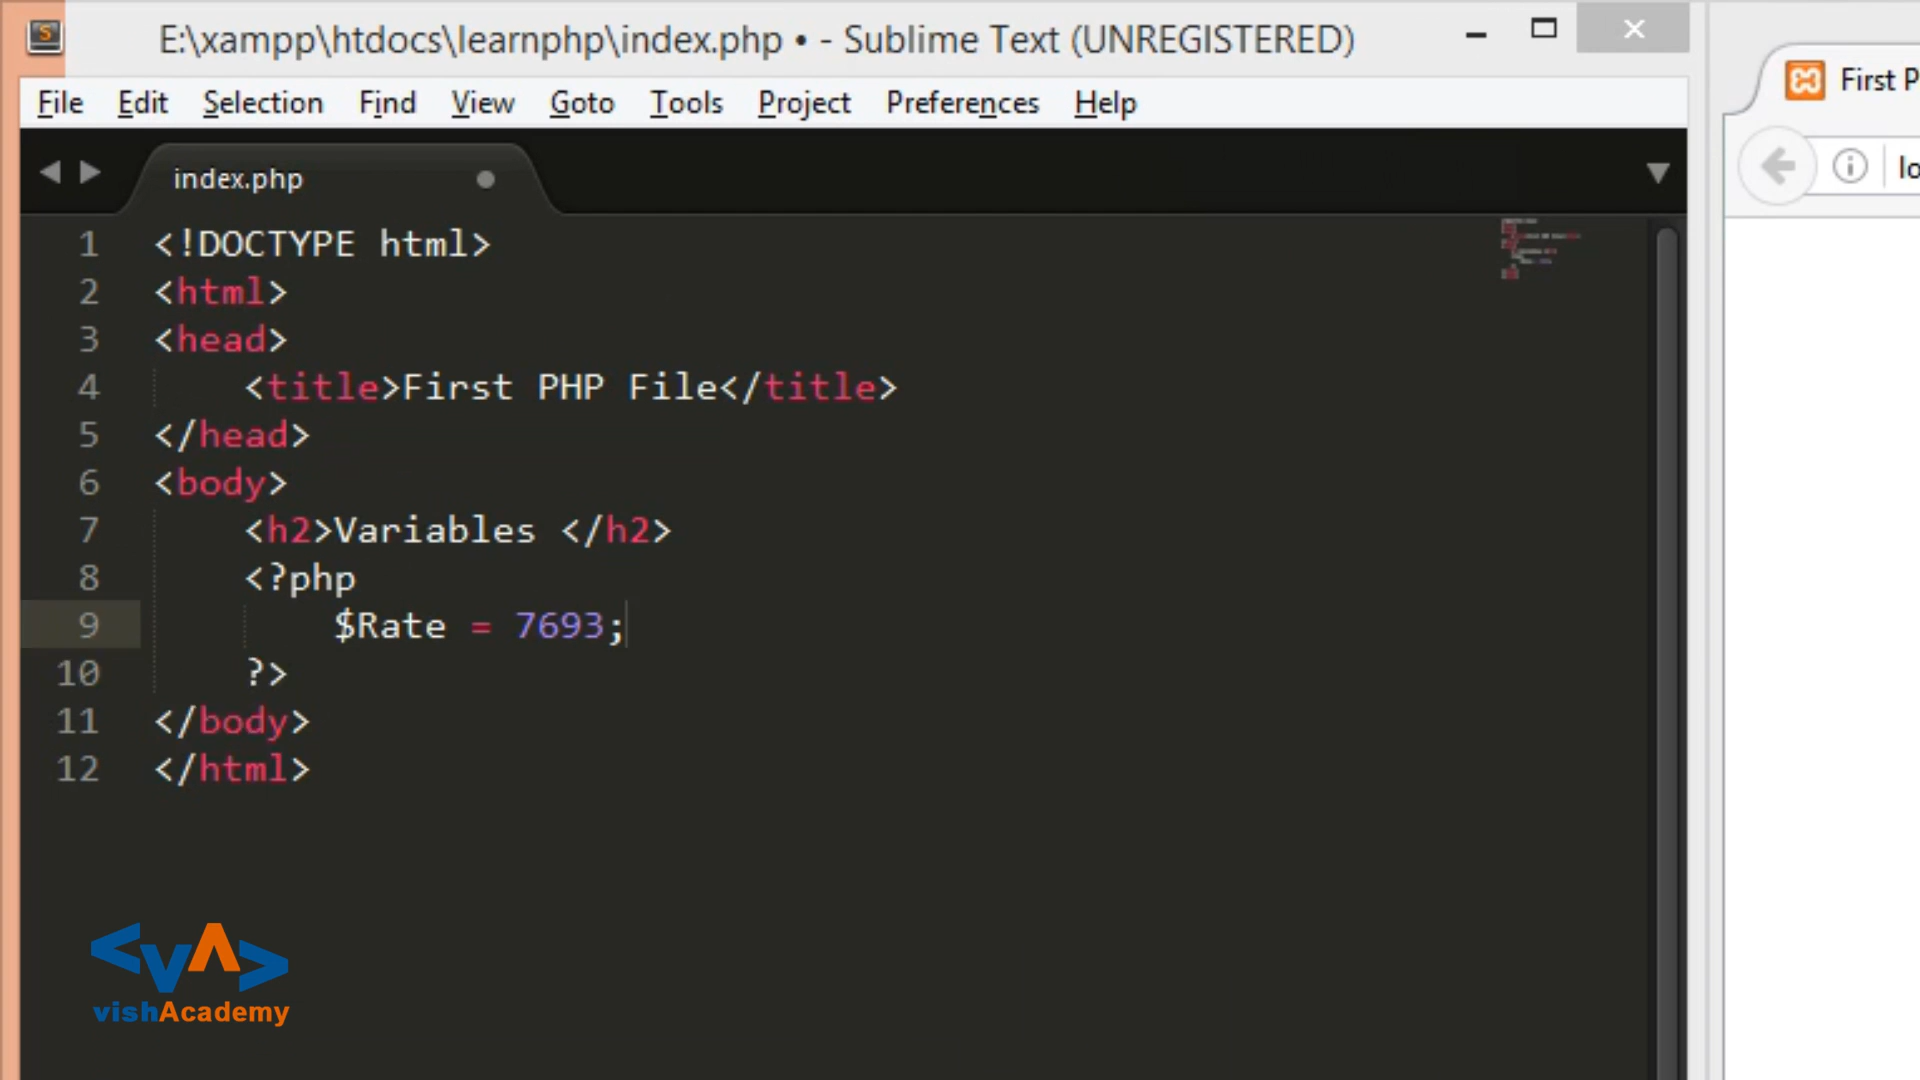 E:\xampp\htdocs\learnphp\index.php • - Sublime Text (UNREGISTERED)
File Edit Selection Find View Goto Tools Project Preferences Help
index.php
1 <!DOCTYPE html>
2 <html>
3 <head>
4 <title>First PHP File</title>
5 </head>
6 <body>
7 <h2>Variables </h2>
8 <?php
9 $Rate = 7693;
10 ?>
11 </body>
12 </html>
First P
lo
<VA>
vishAcademy